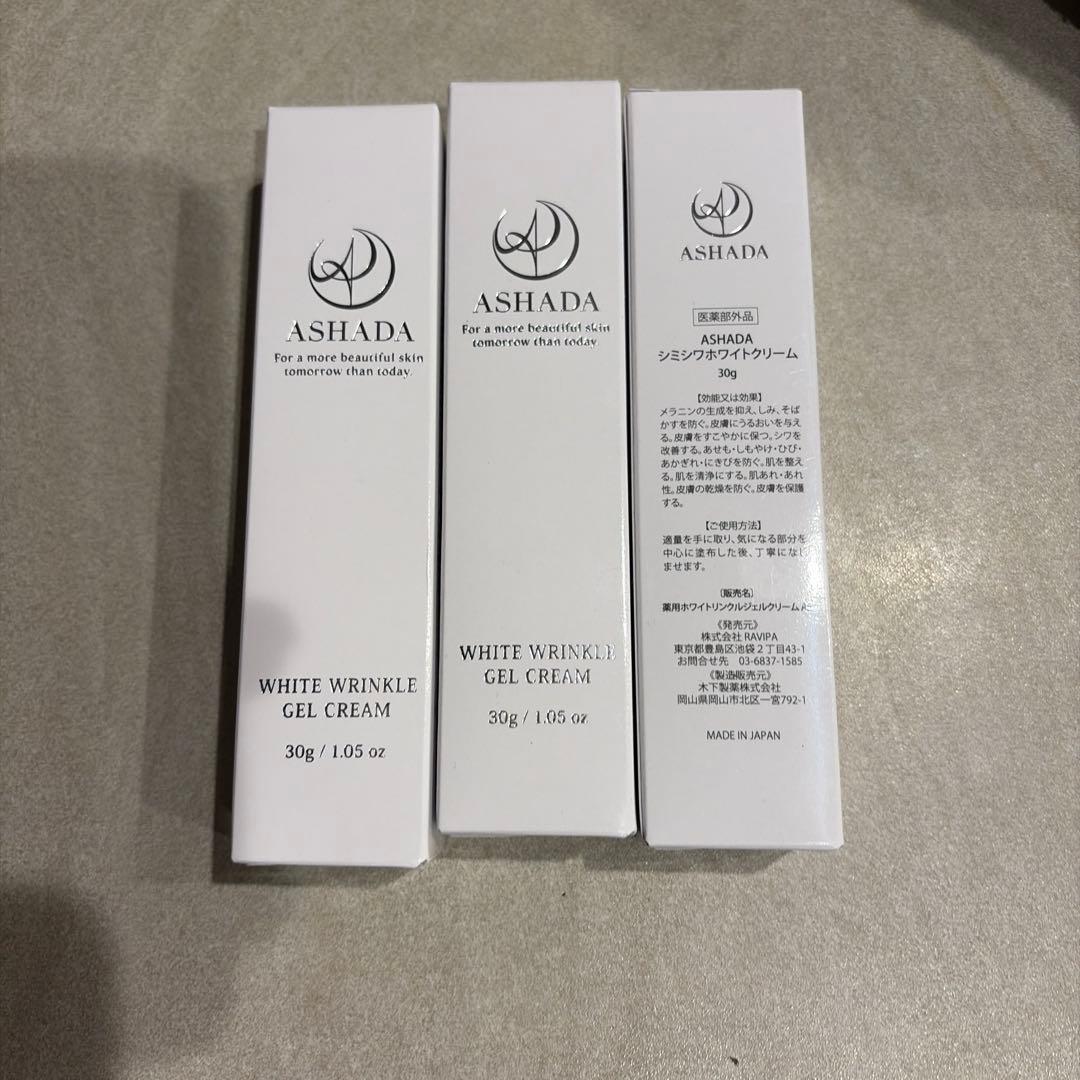 ASHADA
For a more beautiful skin
tomorrow than today.
WHITE WRINKLE
GEL CREAM
30g / 1.05 oz
ASHADA
For a more beautiful skin
tomorrow than today.
WHITE WRINKLE
GEL CREAM
30g / 1.05 oz
ASHADA
医薬部外品
ASHADA
シミシワホワイトクリーム
30g
【効能又は効果】
メラニンの生成を抑え、しみ、そば
かすを防ぐ。皮膚にうるおいを与え
る。皮膚をすこやかに保つ。シワを
改善する。あせも・しもやけ・ひび・
あかぎれ・にきびを防ぐ。肌を整え
る。肌を清浄にする。肌あれ・あれ
性。皮膚の乾燥を防ぐ。皮膚を保護
する。
【ご使用方法】
適量を手に取り、気になる部分を
中心に塗布した後、丁寧になじ
ませます。
〔販売名〕
薬用ホワイトリンクルジェルクリーム
《発売元》
株式会社 RAVIPA
東京都豊島区池袋2丁目43-1
お問合せ先 03-6837-1585
《製造販売元》
木下製薬株式会社
岡山県岡山市北区一宮792-1
MADE IN JAPAN